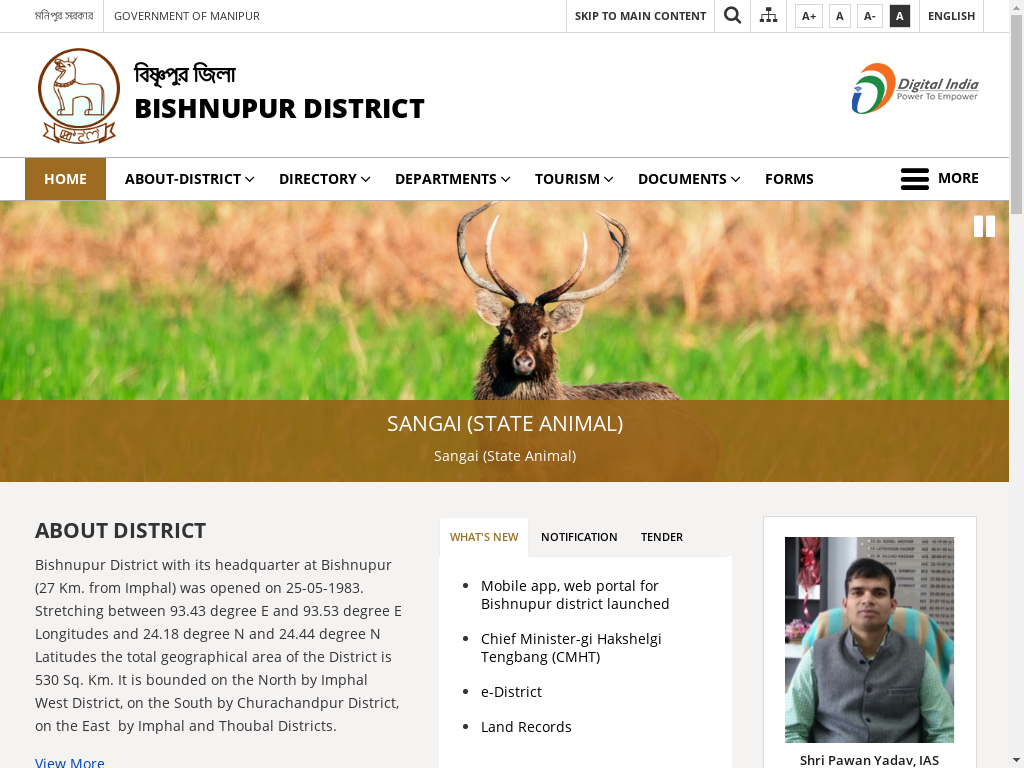 মনিপুর সরকার
GOVERNMENT OF MANIPUR
SKIP TO MAIN CONTENT
A+
A
A-
A
ENGLISH
বিষ্ণুপুর জিলা
BISHNUPUR DISTRICT
Digital India
Power To Empower
HOME
ABOUT-DISTRICT
DIRECTORY
DEPARTMENTS
TOURISM
DOCUMENTS
FORMS
MORE
SANGAI (STATE ANIMAL)
Sangai (State Animal)
ABOUT DISTRICT
Bishnupur District with its headquarter at Bishnupur
(27 Km. from Imphal) was opened on 25-05-1983.
Stretching between 93.43 degree E and 93.53 degree E
Longitudes and 24.18 degree N and 24.44 degree N
Latitudes the total geographical area of the District is
530 Sq. Km. It is bounded on the North by Imphal
West District, on the South by Churachandpur District,
on the East  by Imphal and Thoubal Districts.
View More
WHAT'S NEW
NOTIFICATION
TENDER
Mobile app, web portal for
Bishnupur district launched
Chief Minister-gi Hakshelgi
Tengbang (CMHT)
e-District
Land Records
Shri Pawan Yadav, IAS